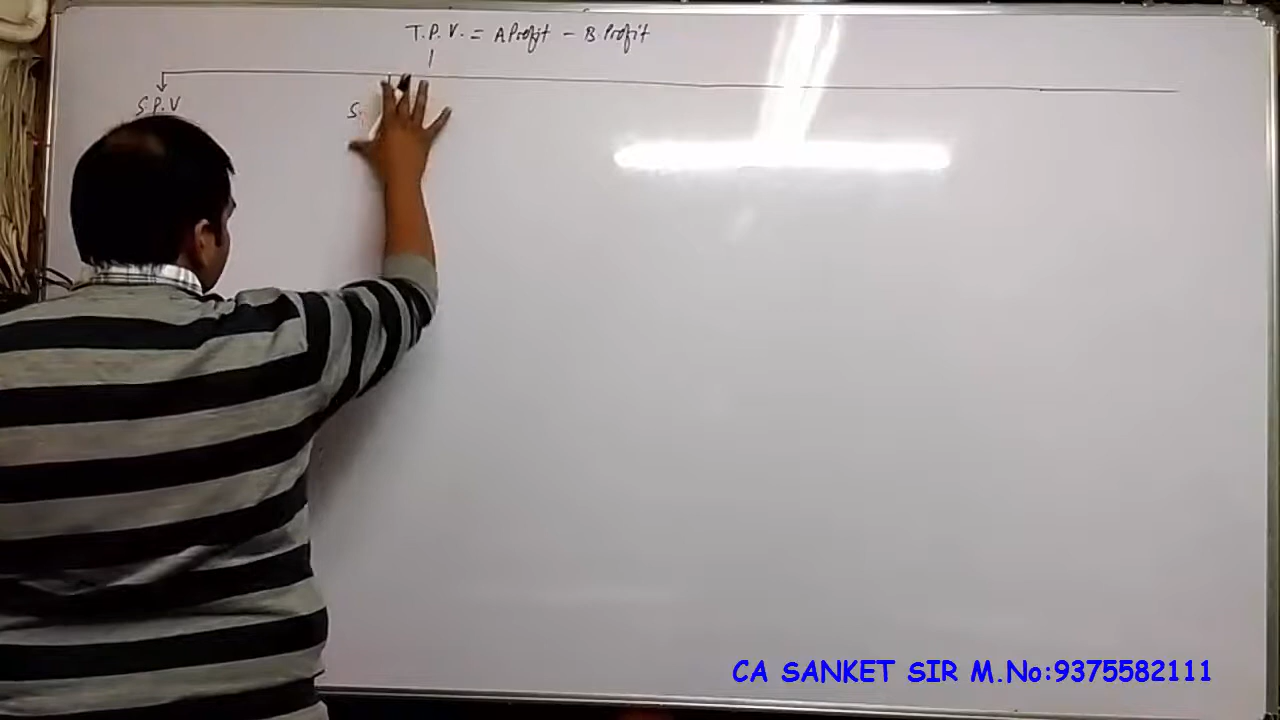 T.P.V. = A Profit - B Profit
S.P.V
S.
CA SANKET SIR M.No:9375582111